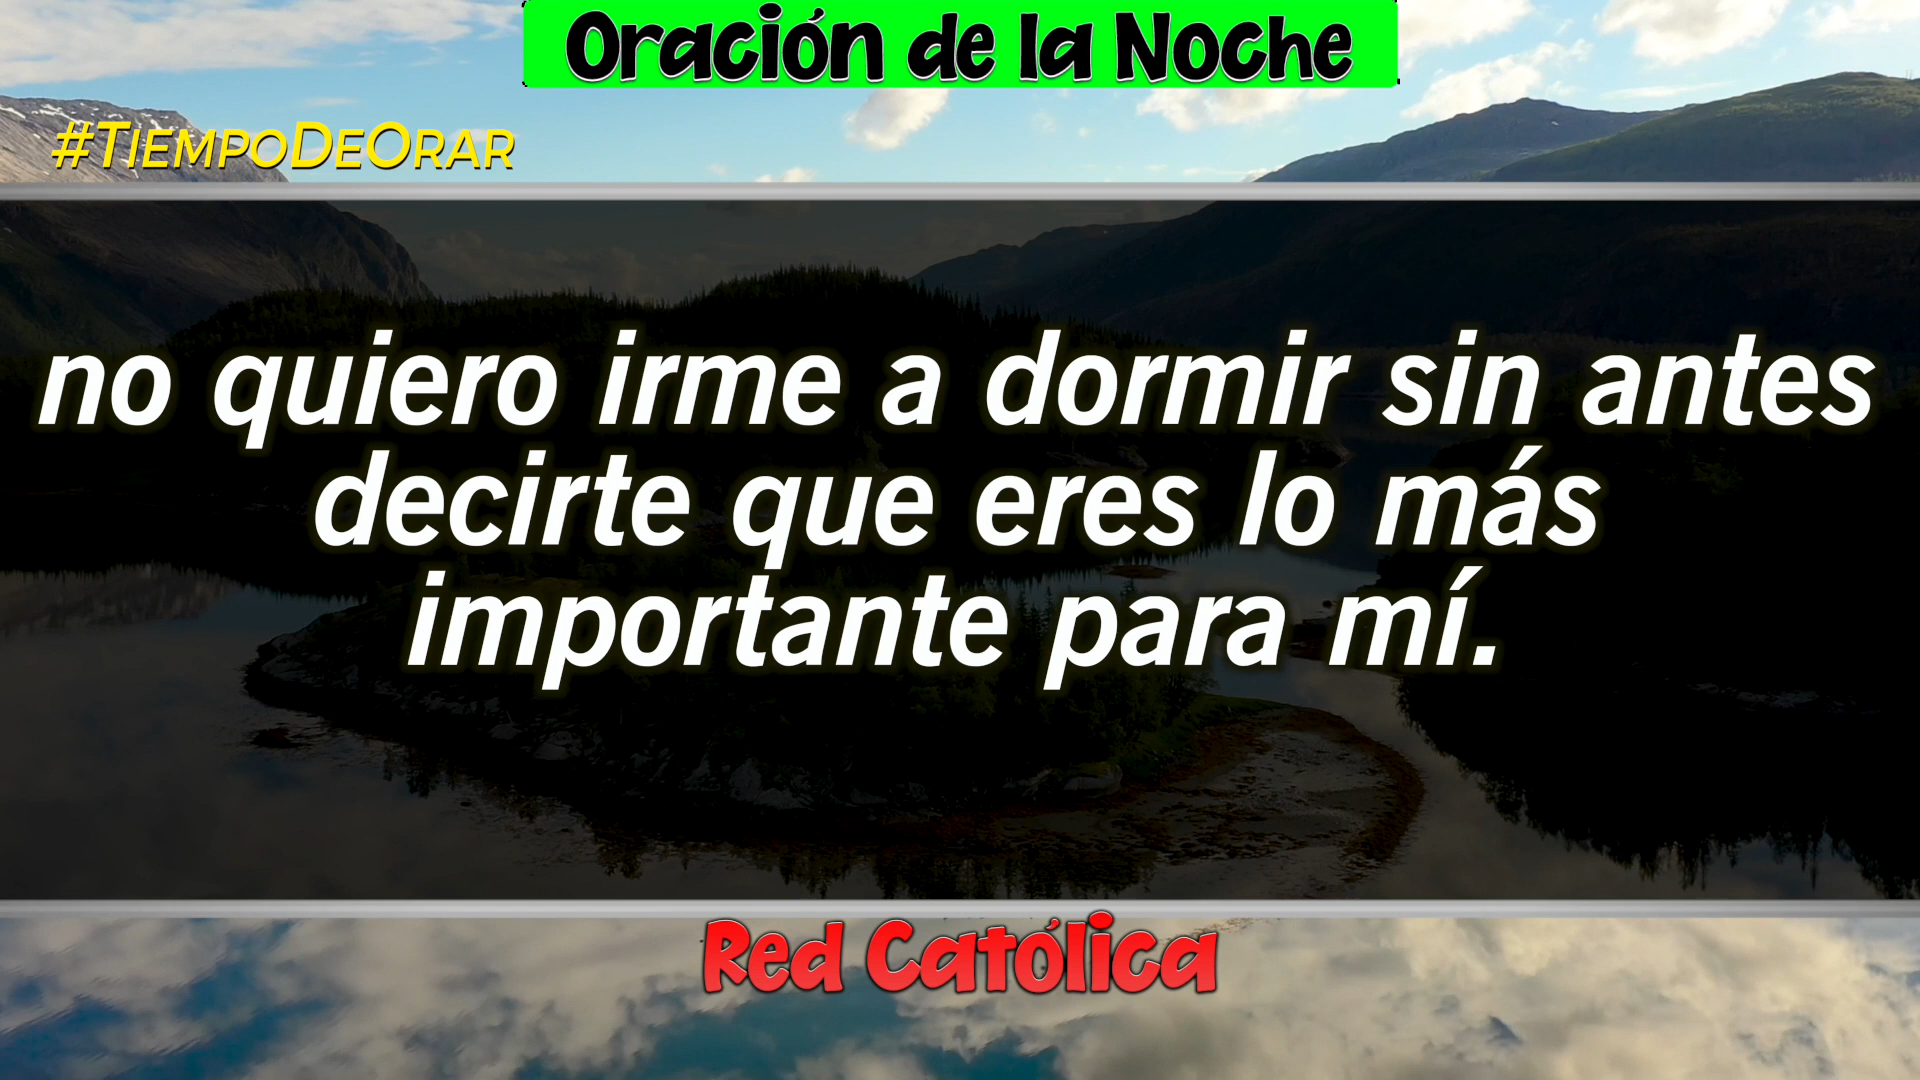 Oración de la Noche
#TiempoDeOrar
no quiero irme a dormir sin antes
decirte que eres lo más
importante para mí.
Red Católica